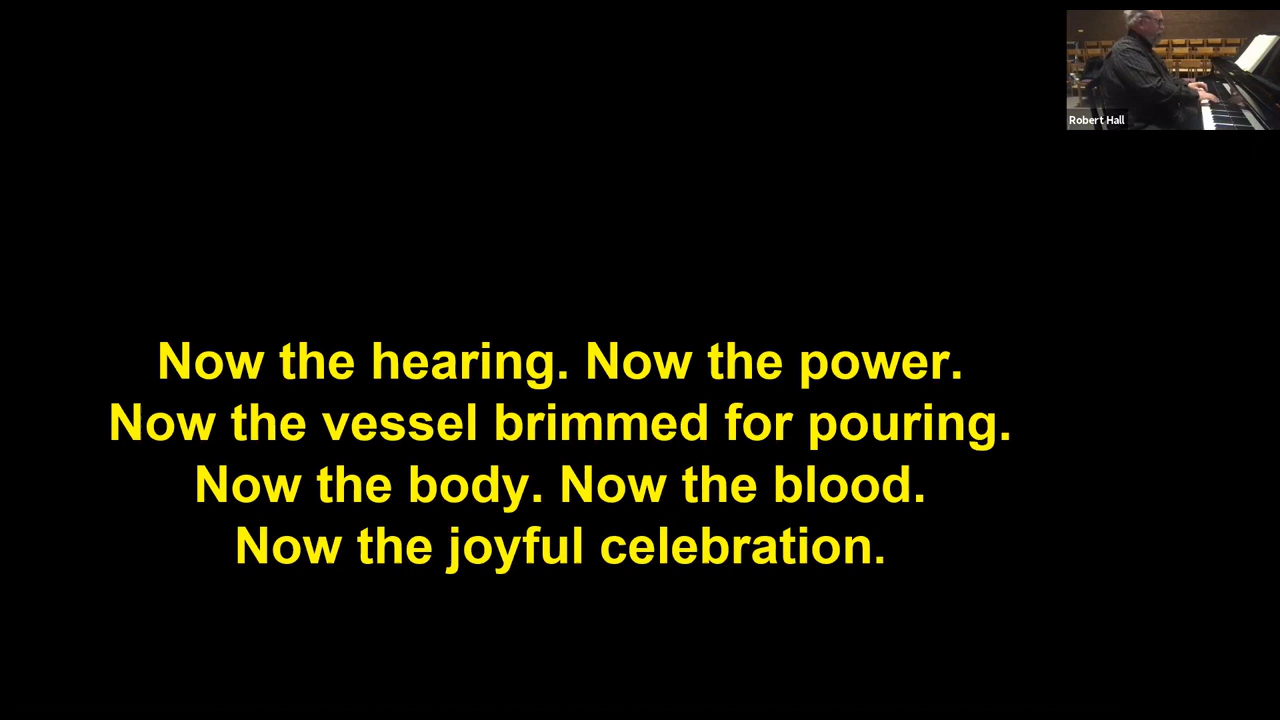 Robert Hall
Now the hearing. Now the power.
Now the vessel brimmed for pouring.
Now the body. Now the blood.
Now the joyful celebration.